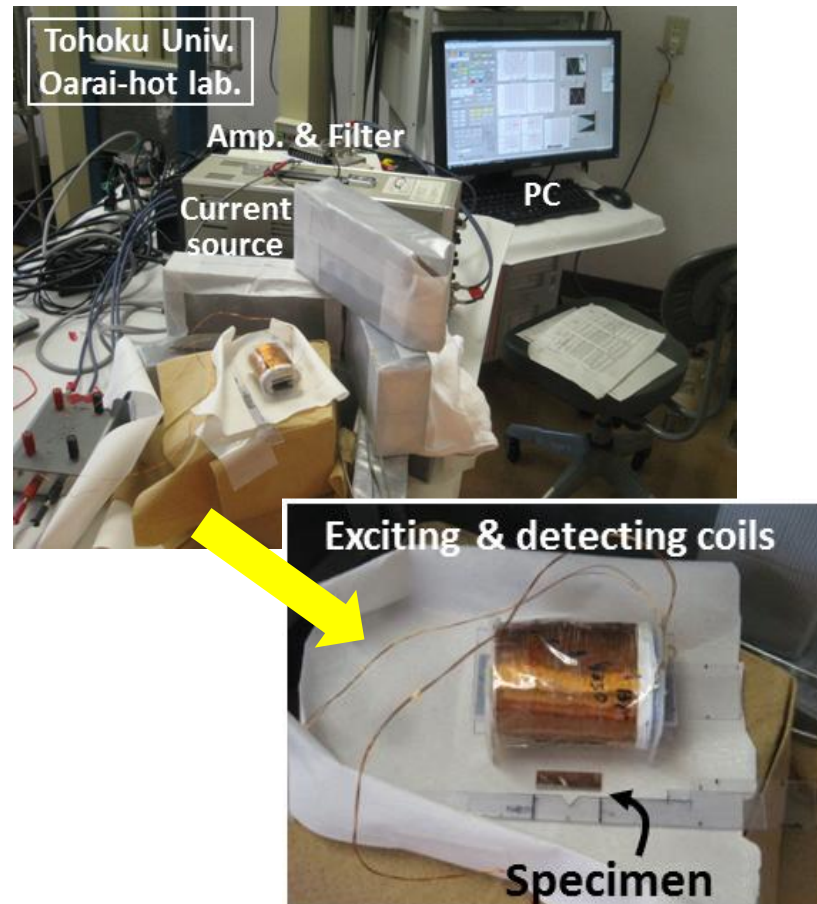 Tohoku Univ.
Oarai-hot lab.
Amp. & Filter
Current
source
PC
Exciting & detecting coils
Specimen